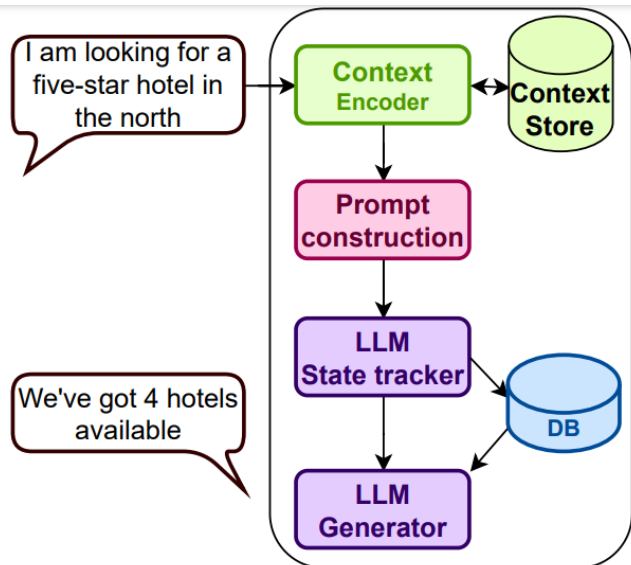 I am looking for a
five-star hotel in
the north
Context
Encoder
Context
Store
Prompt
construction
LLM
State tracker
We've got 4 hotels
available
DB
LLM
Generator